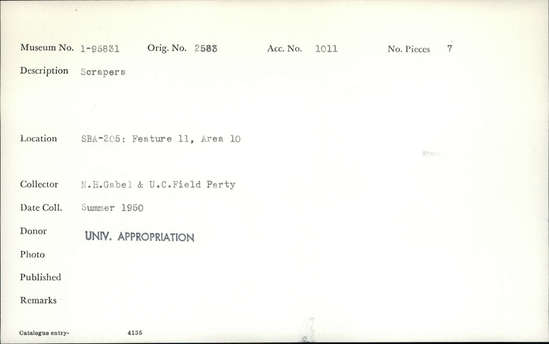 Museum No. 1-95831 Orig. No. 2583 Acc. No. 1011 No. Pieces 7
Description Scrapers
Location SBA-205: Feature 11, Area 10
Collector N.H.Gabel & U.C.Field Party
Date Coll. Summer 1950
Donor UNIV. APPROPRIATION
Photo
Published
Remarks
Catalogue entry- 4135